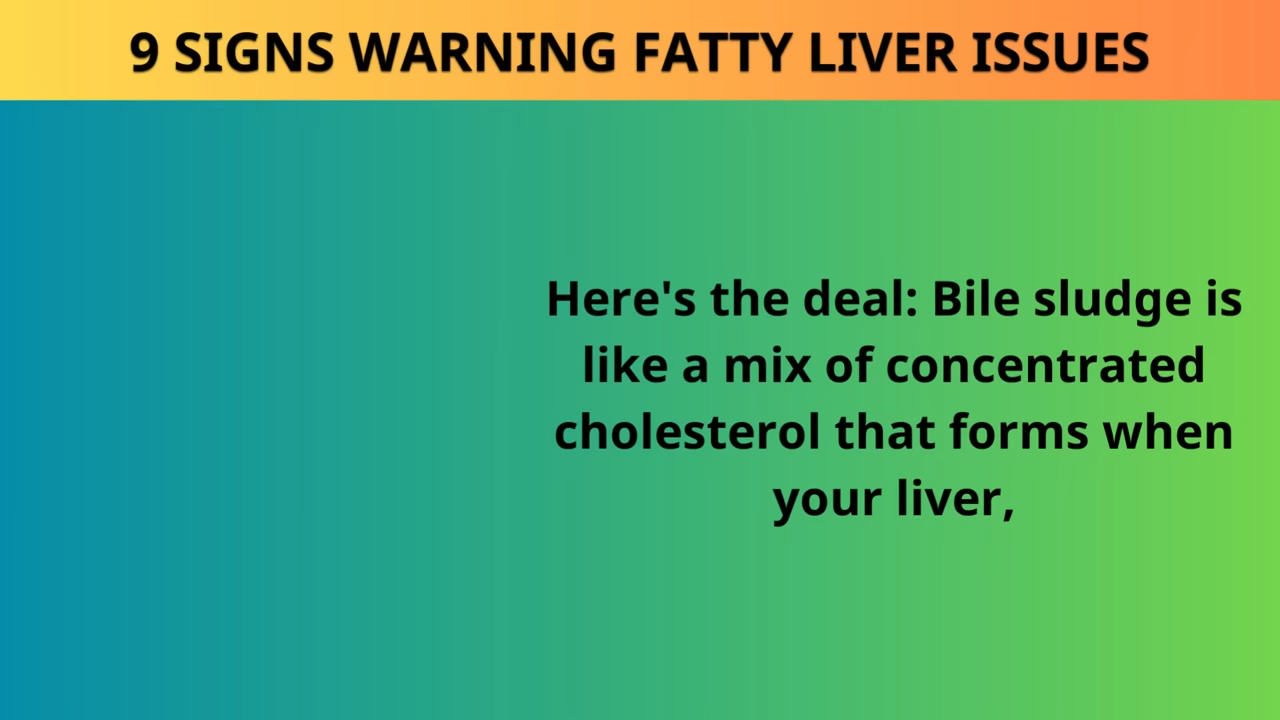 9 SIGNS WARNING FATTY LIVER ISSUES
Here's the deal: Bile sludge is
like a mix of concentrated
cholesterol that forms when
your liver,